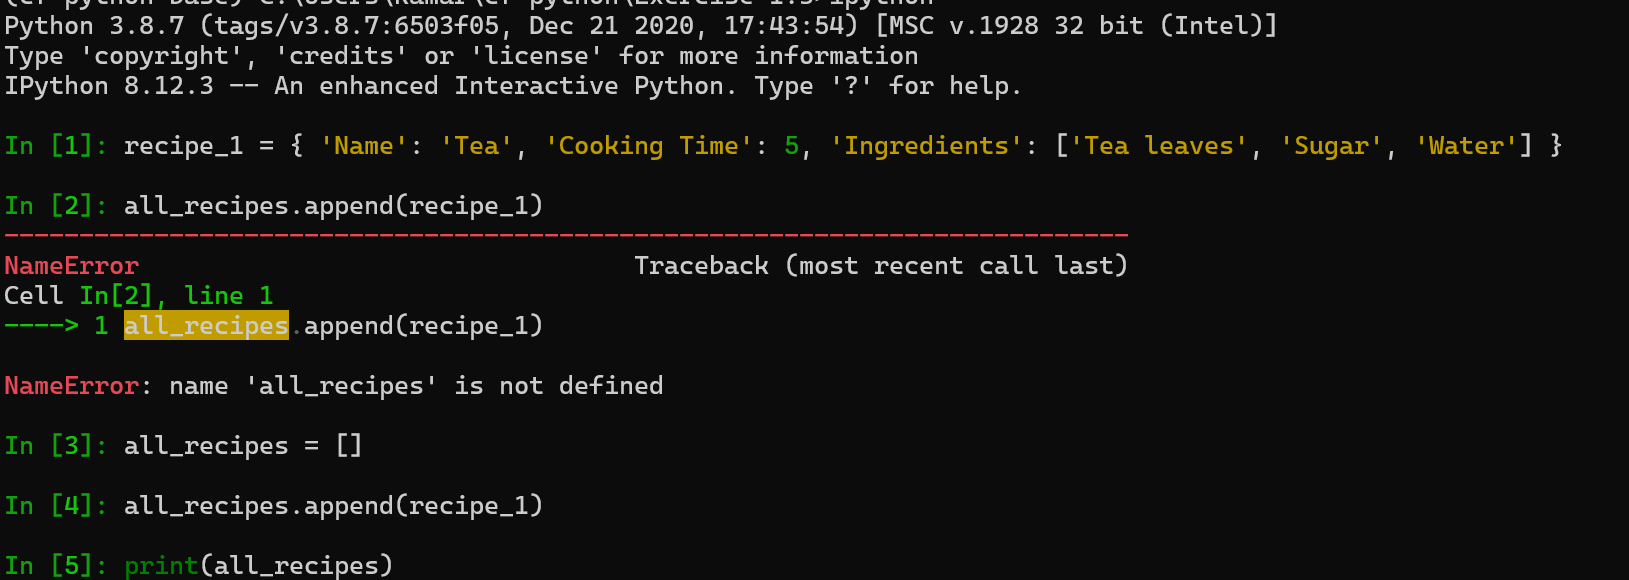 Python 3.8.7 (tags/v3.8.7:6503f05, Dec 21 2020, 17:43:54) [MSC v.1928 32 bit (Intel)]
Type 'copyright', 'credits' or 'license' for more information
IPython 8.12.3 -- An enhanced Interactive Python. Type '?' for help.
In [1]: recipe_1 = { 'Name': 'Tea', 'Cooking Time': 5, 'Ingredients': ['Tea leaves', 'Sugar', 'Water'] }
In [2]: all_recipes.append(recipe_1)
---------------------------------------------------------------------------
NameError                                 Traceback (most recent call last)
Cell In[2], line 1
----> 1 all_recipes.append(recipe_1)
NameError: name 'all_recipes' is not defined
In [3]: all_recipes = []
In [4]: all_recipes.append(recipe_1)
In [5]: print(all_recipes)